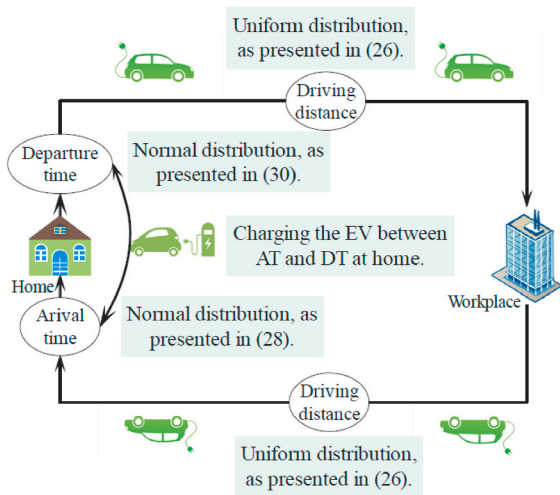 Uniform distribution,
as presented in (26).
Driving
distance
Departure
time
Normal distribution, as
presented in (30).
Charging the EV between
AT and DT at home.
Home
Workplace
Arival
time
Normal distribution, as
presented in (28).
Driving
distance
Uniform distribution,
as presented in (26).